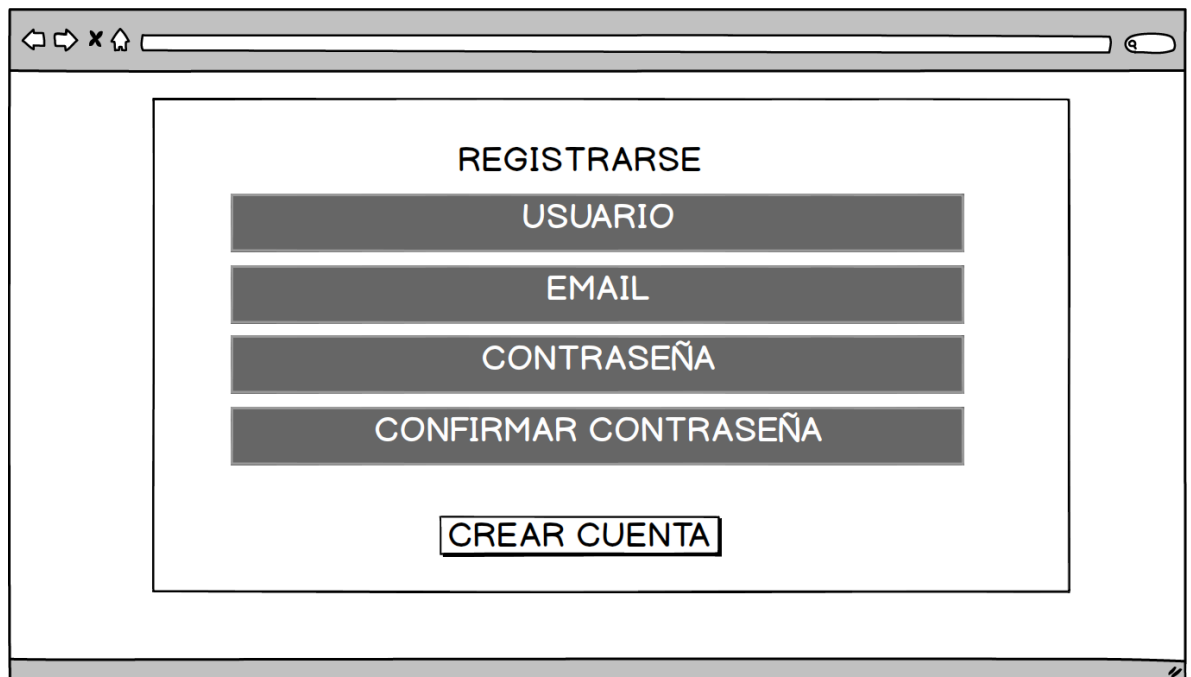 REGISTRARSE
USUARIO
EMAIL
CONTRASEÑA
CONFIRMAR CONTRASEÑA
CREAR CUENTA